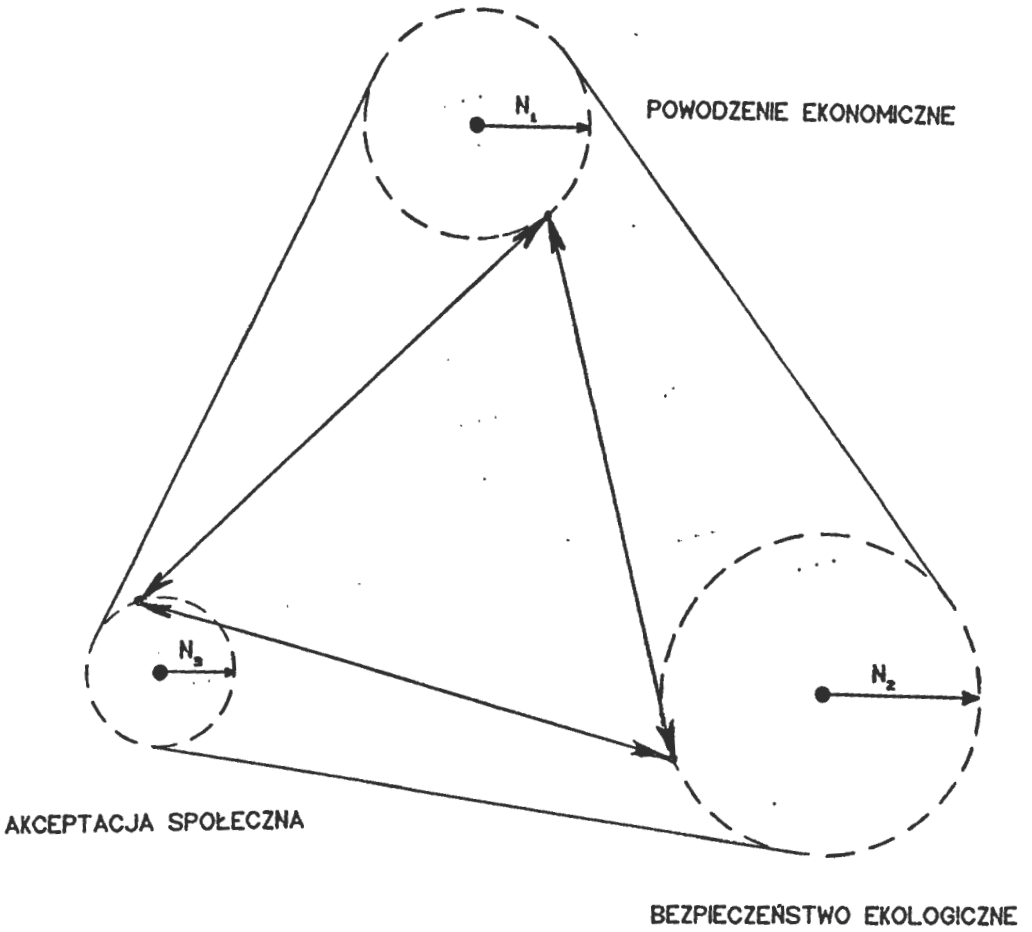 N₁
POWODZENIE EKONOMICZNE
N₃
N₂
AKCEPTACJA SPOŁECZNA
BEZPIECZEŃSTWO EKOLOGICZNE